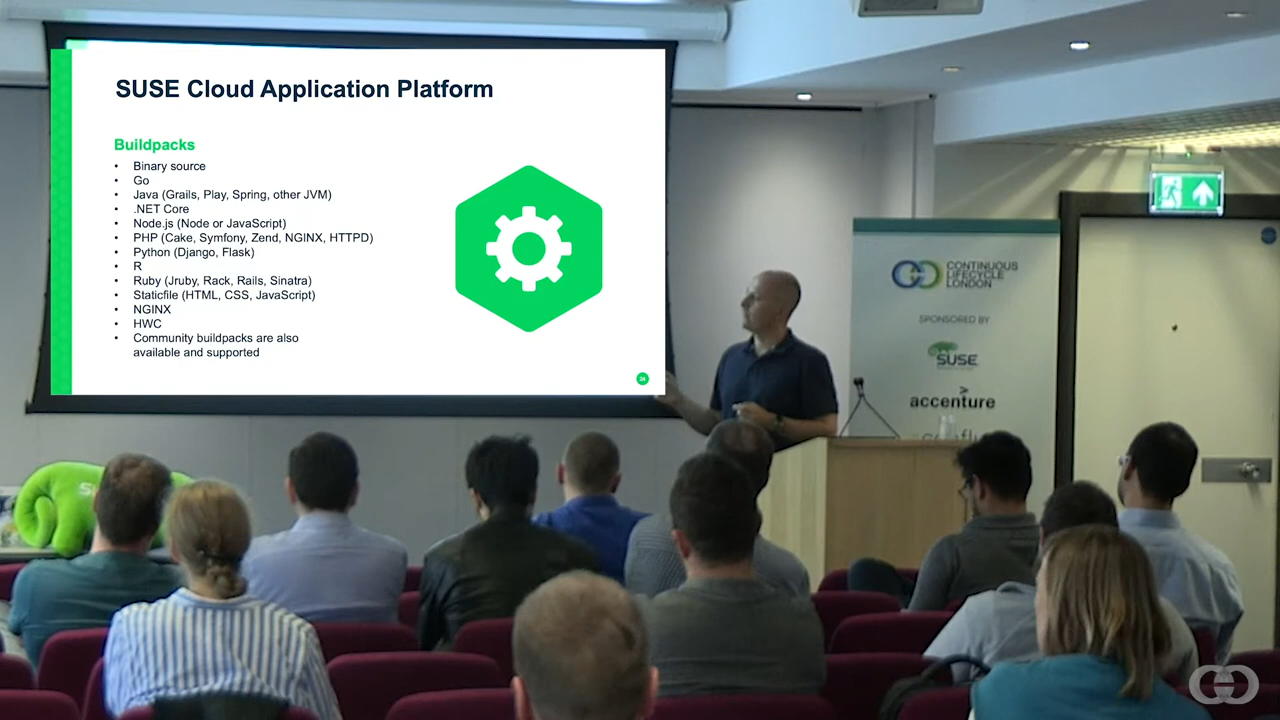 SUSE Cloud Application Platform
Buildpacks
• Binary source
• Go
• Java (Grails, Play, Spring, other JVM)
• .NET Core
• Node.js (Node or JavaScript)
• PHP (Cake, Symfony, Zend, NGINX, HTTPD)
• Python (Django, Flask)
• R
• Ruby (Jruby, Rack, Rails, Sinatra)
• Staticfile (HTML, CSS, JavaScript)
• NGINX
• HWC
• Community buildpacks are also
available and supported
24
CONTINUOUS
LIFECYCLE
LONDON
SPONSORED BY
SUSE
accenture